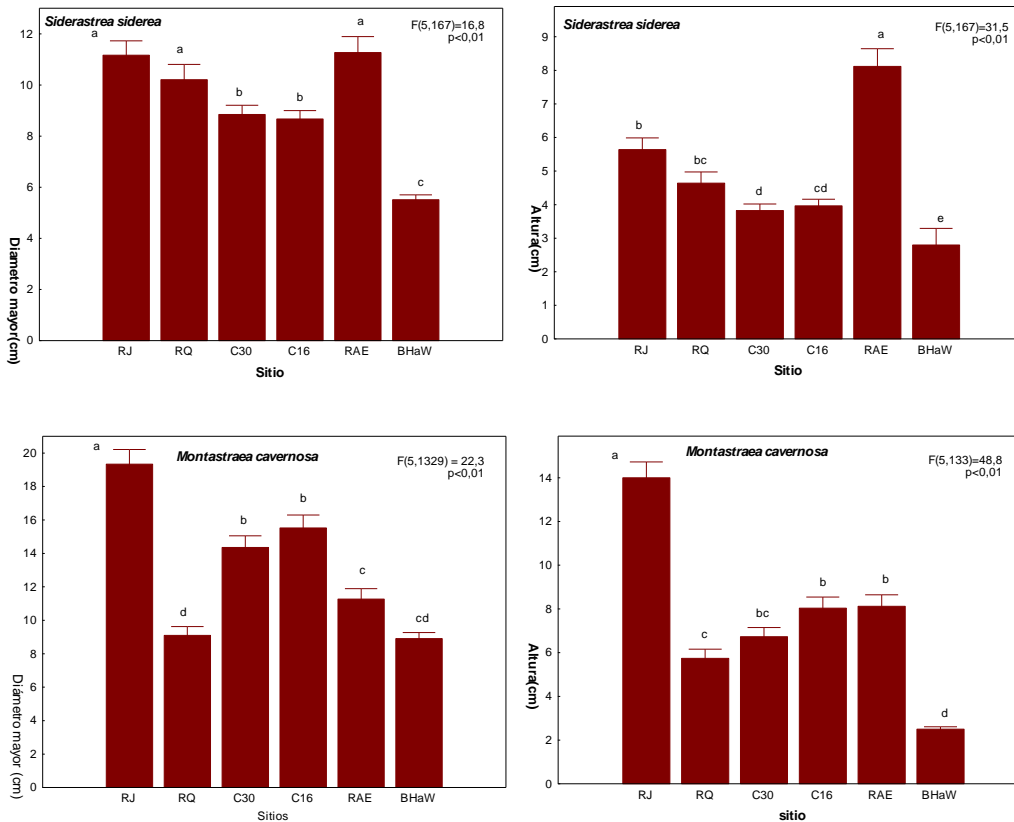 Siderastrea siderea
F(5,167)=16,8
p<0,01
Diámetro mayor(cm)
12
10
8
6
4
2
0
a
a
b
b
a
c
RJ RQ C30 C16 RAE BHaW
Sitio
Siderastrea siderea
F(5,167)=31,5
p<0,01
Altura(cm)
9
8
7
6
5
4
3
2
1
0
b
bc
d
cd
a
e
RJ RQ C30 C16 RAE BHaW
Sitio
Montastraea cavernosa
F(5,1329) = 22,3
p<0,01
Diámetro mayor (cm)
20
18
16
14
12
10
8
6
4
2
0
a
d
b
b
c
cd
RJ RQ C30 C16 RAE BHaW
Sitios
Montastraea cavernosa
F(5,133)=48,8
p<0,01
Altura(cm)
14
12
10
8
6
4
2
0
a
c
bc
b
b
d
RJ RQ C30 C16 RAE BHaW
sitio